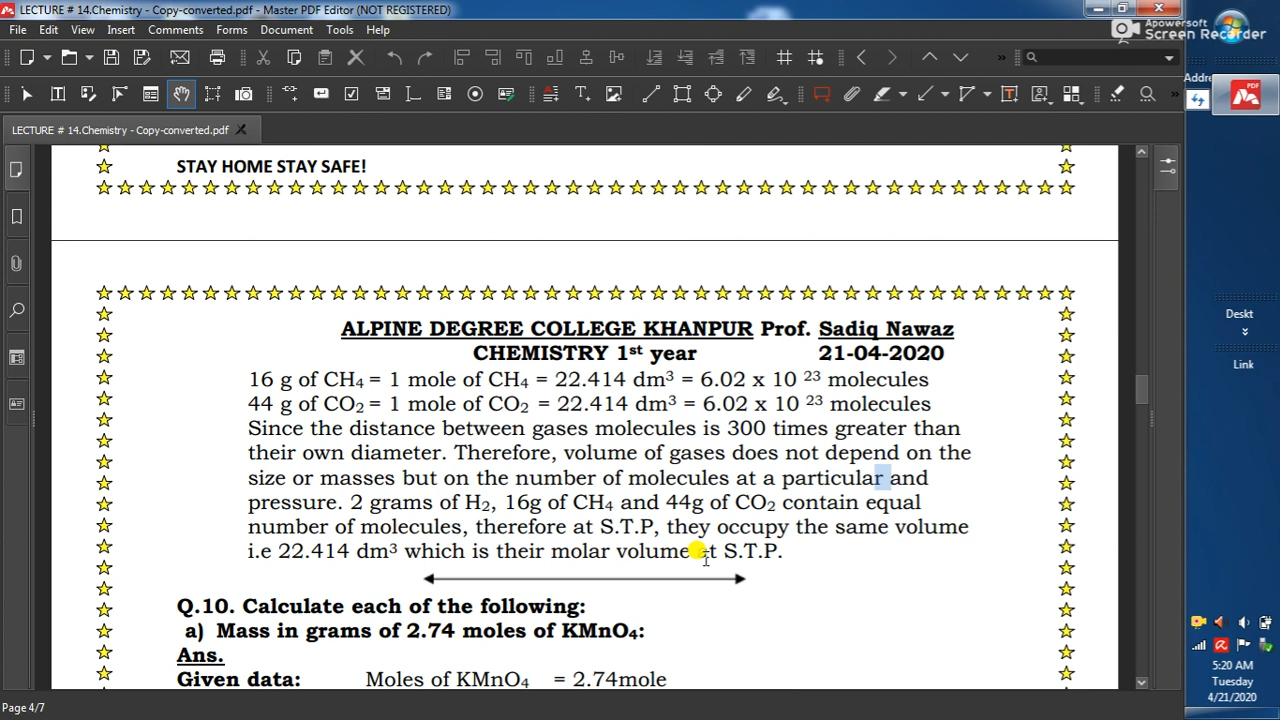 LECTURE # 14.Chemistry - Copy-converted.pdf - Master PDF Editor (NOT REGISTERED)
Apowersoft
Screen Recorder
File Edit View Insert Comments Forms Document Tools Help
Addre
LECTURE # 14.Chemistry - Copy-converted.pdf
STAY HOME STAY SAFE!
ALPINE DEGREE COLLEGE KHANPUR Prof. Sadiq Nawaz
CHEMISTRY 1st year 21-04-2020
16 g of CH₄ = 1 mole of CH₄ = 22.414 dm³ = 6.02 x 10 ²³ molecules
44 g of CO₂ = 1 mole of CO₂ = 22.414 dm³ = 6.02 x 10 ²³ molecules
Since the distance between gases molecules is 300 times greater than
their own diameter. Therefore, volume of gases does not depend on the
size or masses but on the number of molecules at a particular and
pressure. 2 grams of H₂, 16g of CH₄ and 44g of CO₂ contain equal
number of molecules, therefore at S.T.P, they occupy the same volume
i.e 22.414 dm³ which is their molar volume at S.T.P.
Q.10. Calculate each of the following:
a) Mass in grams of 2.74 moles of KMnO₄:
Ans.
Given data: Moles of KMnO₄ = 2.74mole
Page 4/7
PDF
Deskt
Link
5:20 AM
Tuesday
4/21/2020